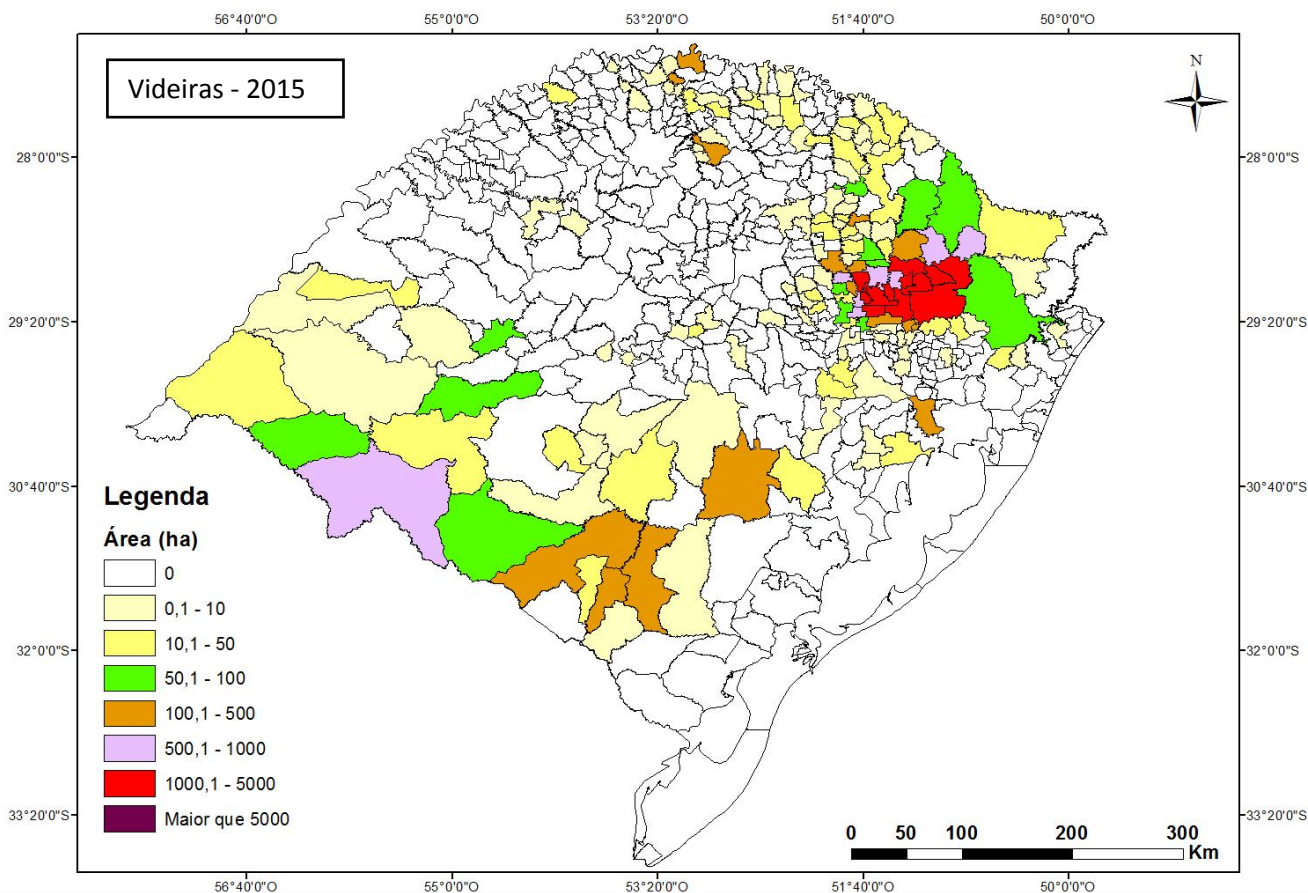 56°40'0"O 55°0'0"O 53°20'0"O 51°40'0"O 50°0'0"O
Videiras - 2015
N
28°0'0"S 28°0'0"S
29°20'0"S 29°20'0"S
30°40'0"S 30°40'0"S
Legenda
Área (ha)
0
0,1 - 10
10,1 - 50
32°0'0"S 32°0'0"S
50,1 - 100
100,1 - 500
500,1 - 1000
1000,1 - 5000
Maior que 5000
33°20'0"S 33°20'0"S
0 50 100 200 300
Km
56°40'0"O 55°0'0"O 53°20'0"O 51°40'0"O 50°0'0"O